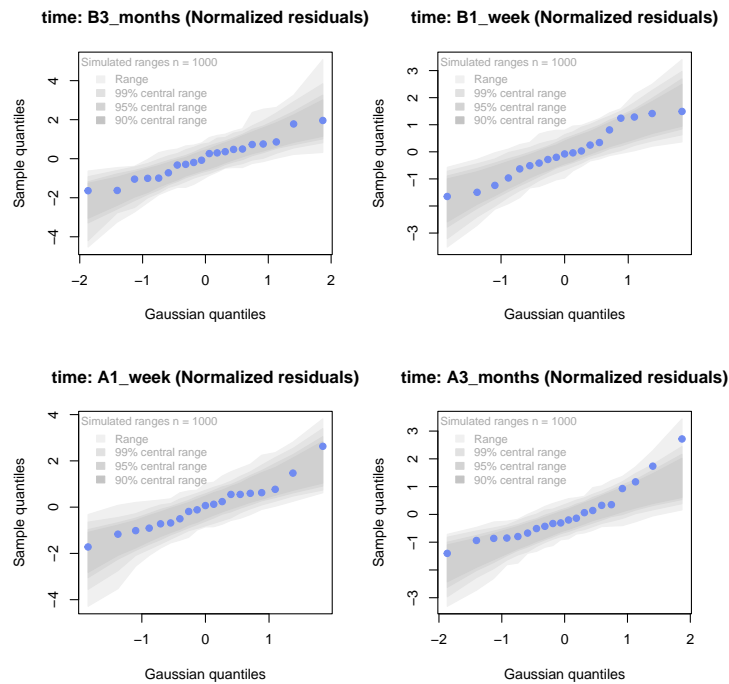 time: B3_months (Normalized residuals)
Simulated ranges n = 1000
Range
99% central range
95% central range
90% central range
Sample quantiles
4
2
0
−2
−4
−2
−1
0
1
2
Gaussian quantiles
time: B1_week (Normalized residuals)
Simulated ranges n = 1000
Range
99% central range
95% central range
90% central range
Sample quantiles
3
2
1
0
−1
−3
−1
0
1
Gaussian quantiles
time: A1_week (Normalized residuals)
Simulated ranges n = 1000
Range
99% central range
95% central range
90% central range
Sample quantiles
4
2
0
−2
−4
−1
0
1
Gaussian quantiles
time: A3_months (Normalized residuals)
Simulated ranges n = 1000
Range
99% central range
95% central range
90% central range
Sample quantiles
3
2
1
0
−1
−3
−2
−1
0
1
2
Gaussian quantiles